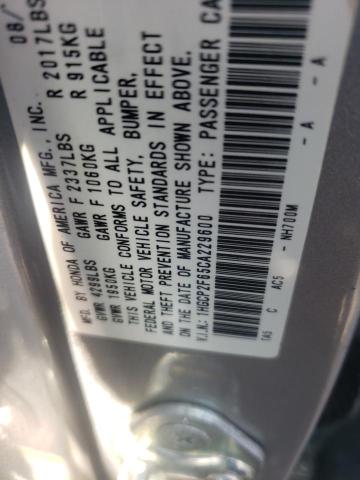 MFD. BY HONDA OF AMERICA MFG., INC. 08/
GVWR 4299LBS GAWR F 2337LBS R 2017LBS
GVWR 1950KG GAWR F 1060KG R 915KG
THIS VEHICLE CONFORMS TO ALL APPLICABLE
FEDERAL MOTOR VEHICLE SAFETY, BUMPER,
AND THEFT PREVENTION STANDARDS IN EFFECT
ON THE DATE OF MANUFACTURE SHOWN ABOVE.
V.I.N.: 1HGCP2F65CA229600 TYPE: PASSENGER CA
TA5 C AC5 - NH700M - A - A